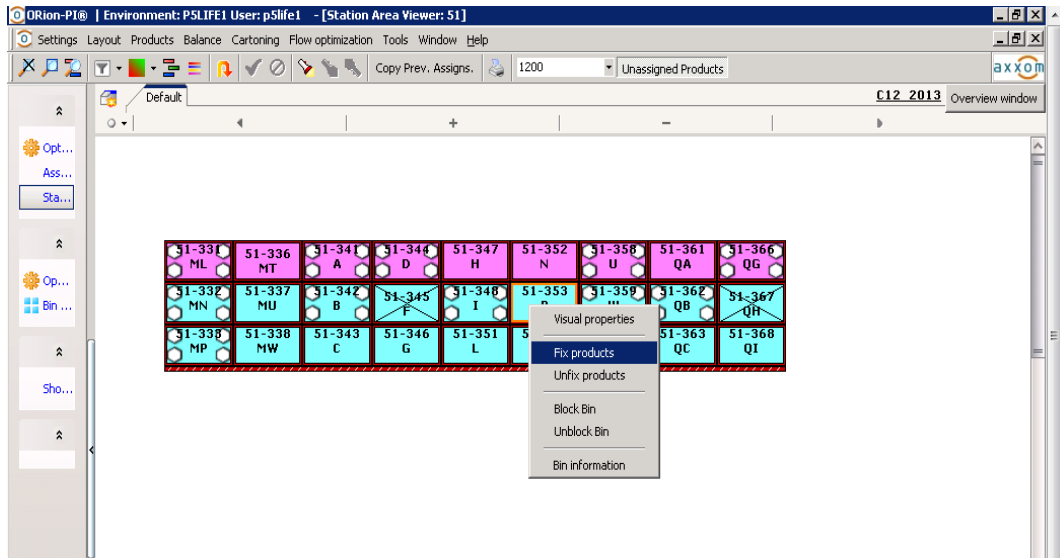 ORion-PI® | Environment: P5LIFE1 User: p5life1 - [Station Area Viewer: 51]
Settings Layout Products Balance Cartoning Flow optimization Tools Window Help
Copy Prev. Assigns. 1200 Unassigned Products axxom
Default C12 2013 Overview window
Opt...
Ass...
Sta...
Op...
Bin ...
Sho...
51-331 51-336 51-341 51-344 51-347 51-352 51-358 51-361 51-366
ML MT A D H N U QA QG
51-332 51-337 51-342 51-345 51-348 51-353 51-359 51-362 51-367
MN MU B F I QB QH
51-333 51-338 51-343 51-346 51-351 51-363 51-368
MP MW C G L QC QI
Visual properties
Fix products
Unfix products
Block Bin
Unblock Bin
Bin information